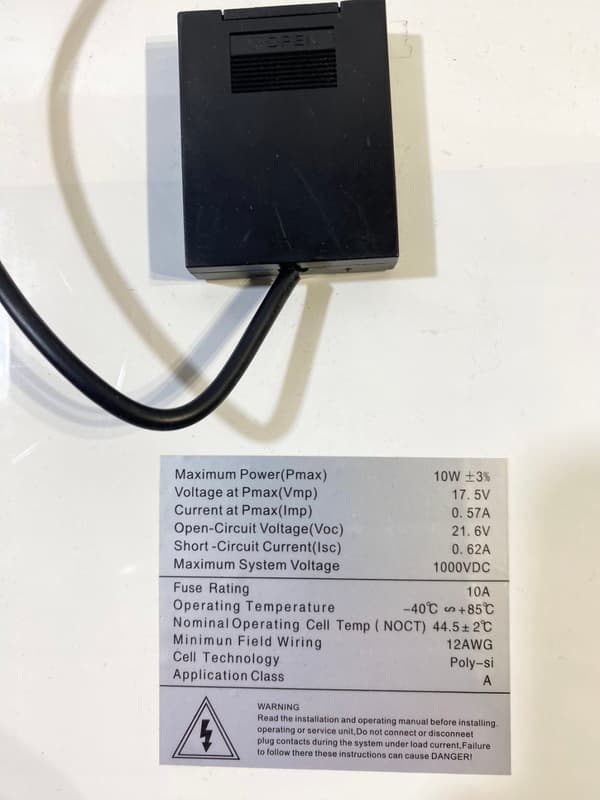 OPEN
Maximum Power(Pmax) 10W ±3%
Voltage at Pmax(Vmp) 17.5V
Current at Pmax(Imp) 0.57A
Open-Circuit Voltage(Voc) 21.6V
Short-Circuit Current(Isc) 0.62A
Maximum System Voltage 1000VDC
Fuse Rating 10A
Operating Temperature -40℃ ∽+85℃
Nominal Operating Cell Temp ( NOCT) 44.5±2℃
Minimun Field Wiring 12AWG
Cell Technology Poly-si
Application Class A
WARNING
Read the installation and operating manual before installing.
operating or service unit,Do not connect or disconneet
plug contacts during the system under load current,Failure
to follow there these instructions can cause DANGER!